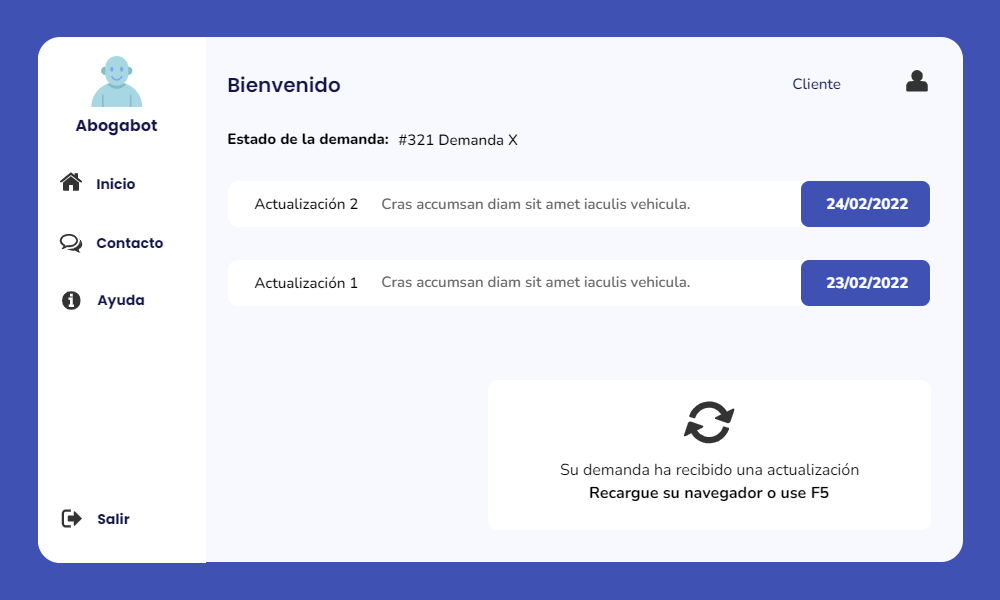 Abogabot
Inicio
Contacto
Ayuda
Salir
Bienvenido
Cliente
Estado de la demanda: #321 Demanda X
Actualización 2 Cras accumsan diam sit amet iaculis vehicula. 24/02/2022
Actualización 1 Cras accumsan diam sit amet iaculis vehicula. 23/02/2022
Su demanda ha recibido una actualización
Recargue su navegador o use F5